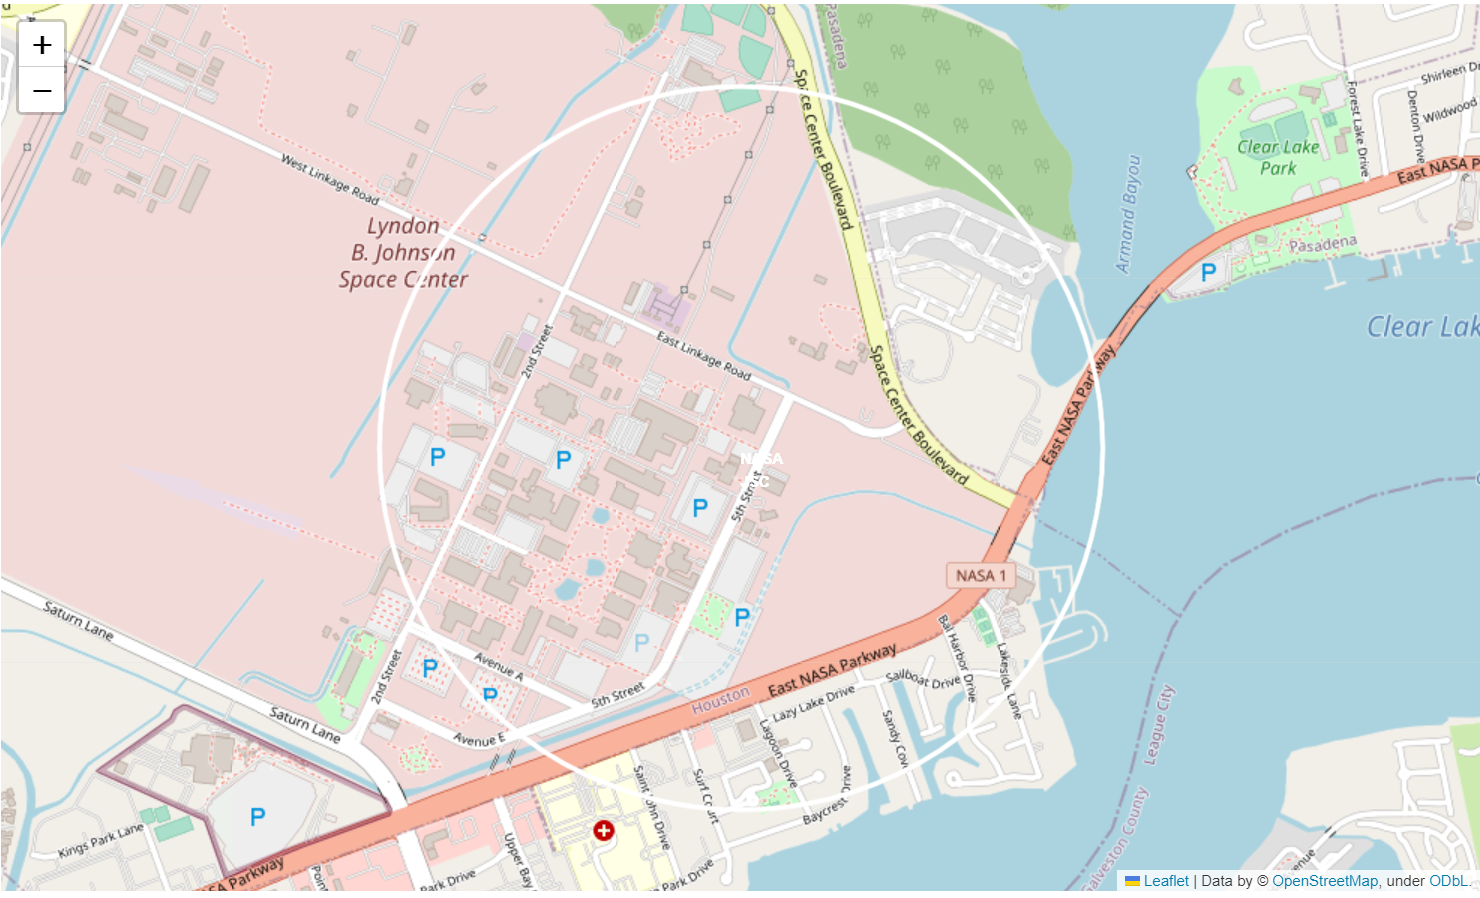 +
−
Pasadena
Shirleen Dr
Forest Lake Drive
Denton Drive
Wildwood
Clear Lake
Park
East NASA P
West Linkage Road
Space Center Boulevard
Armand Bayou
Lyndon
B. Johnson
Space Center
Pasadena
P
Clear Lak
2nd Street
East Linkage Road
Space Center Boulevard
East NASA Parkway
P
P
NASA
P
5th Street
NASA 1
Saturn Lane
P
P
P
P
Avenue A
2nd Street
5th Street
Houston
East NASA Parkway
Bal Harbor Drive
Lakeside Lane
Sailboat Drive
Lazy Lake Drive
Lagoon Drive
Sandy Cov
League City
Saturn Lane
Avenue E
Saint John Drive
Surf Court
Drive
Baycrest
P
Kings Park Lane
SA Parkway
Point
Park Drive
Upper Bay
Park Drive
alveston County
enue
Leaflet | Data by © OpenStreetMap, under ODbL.